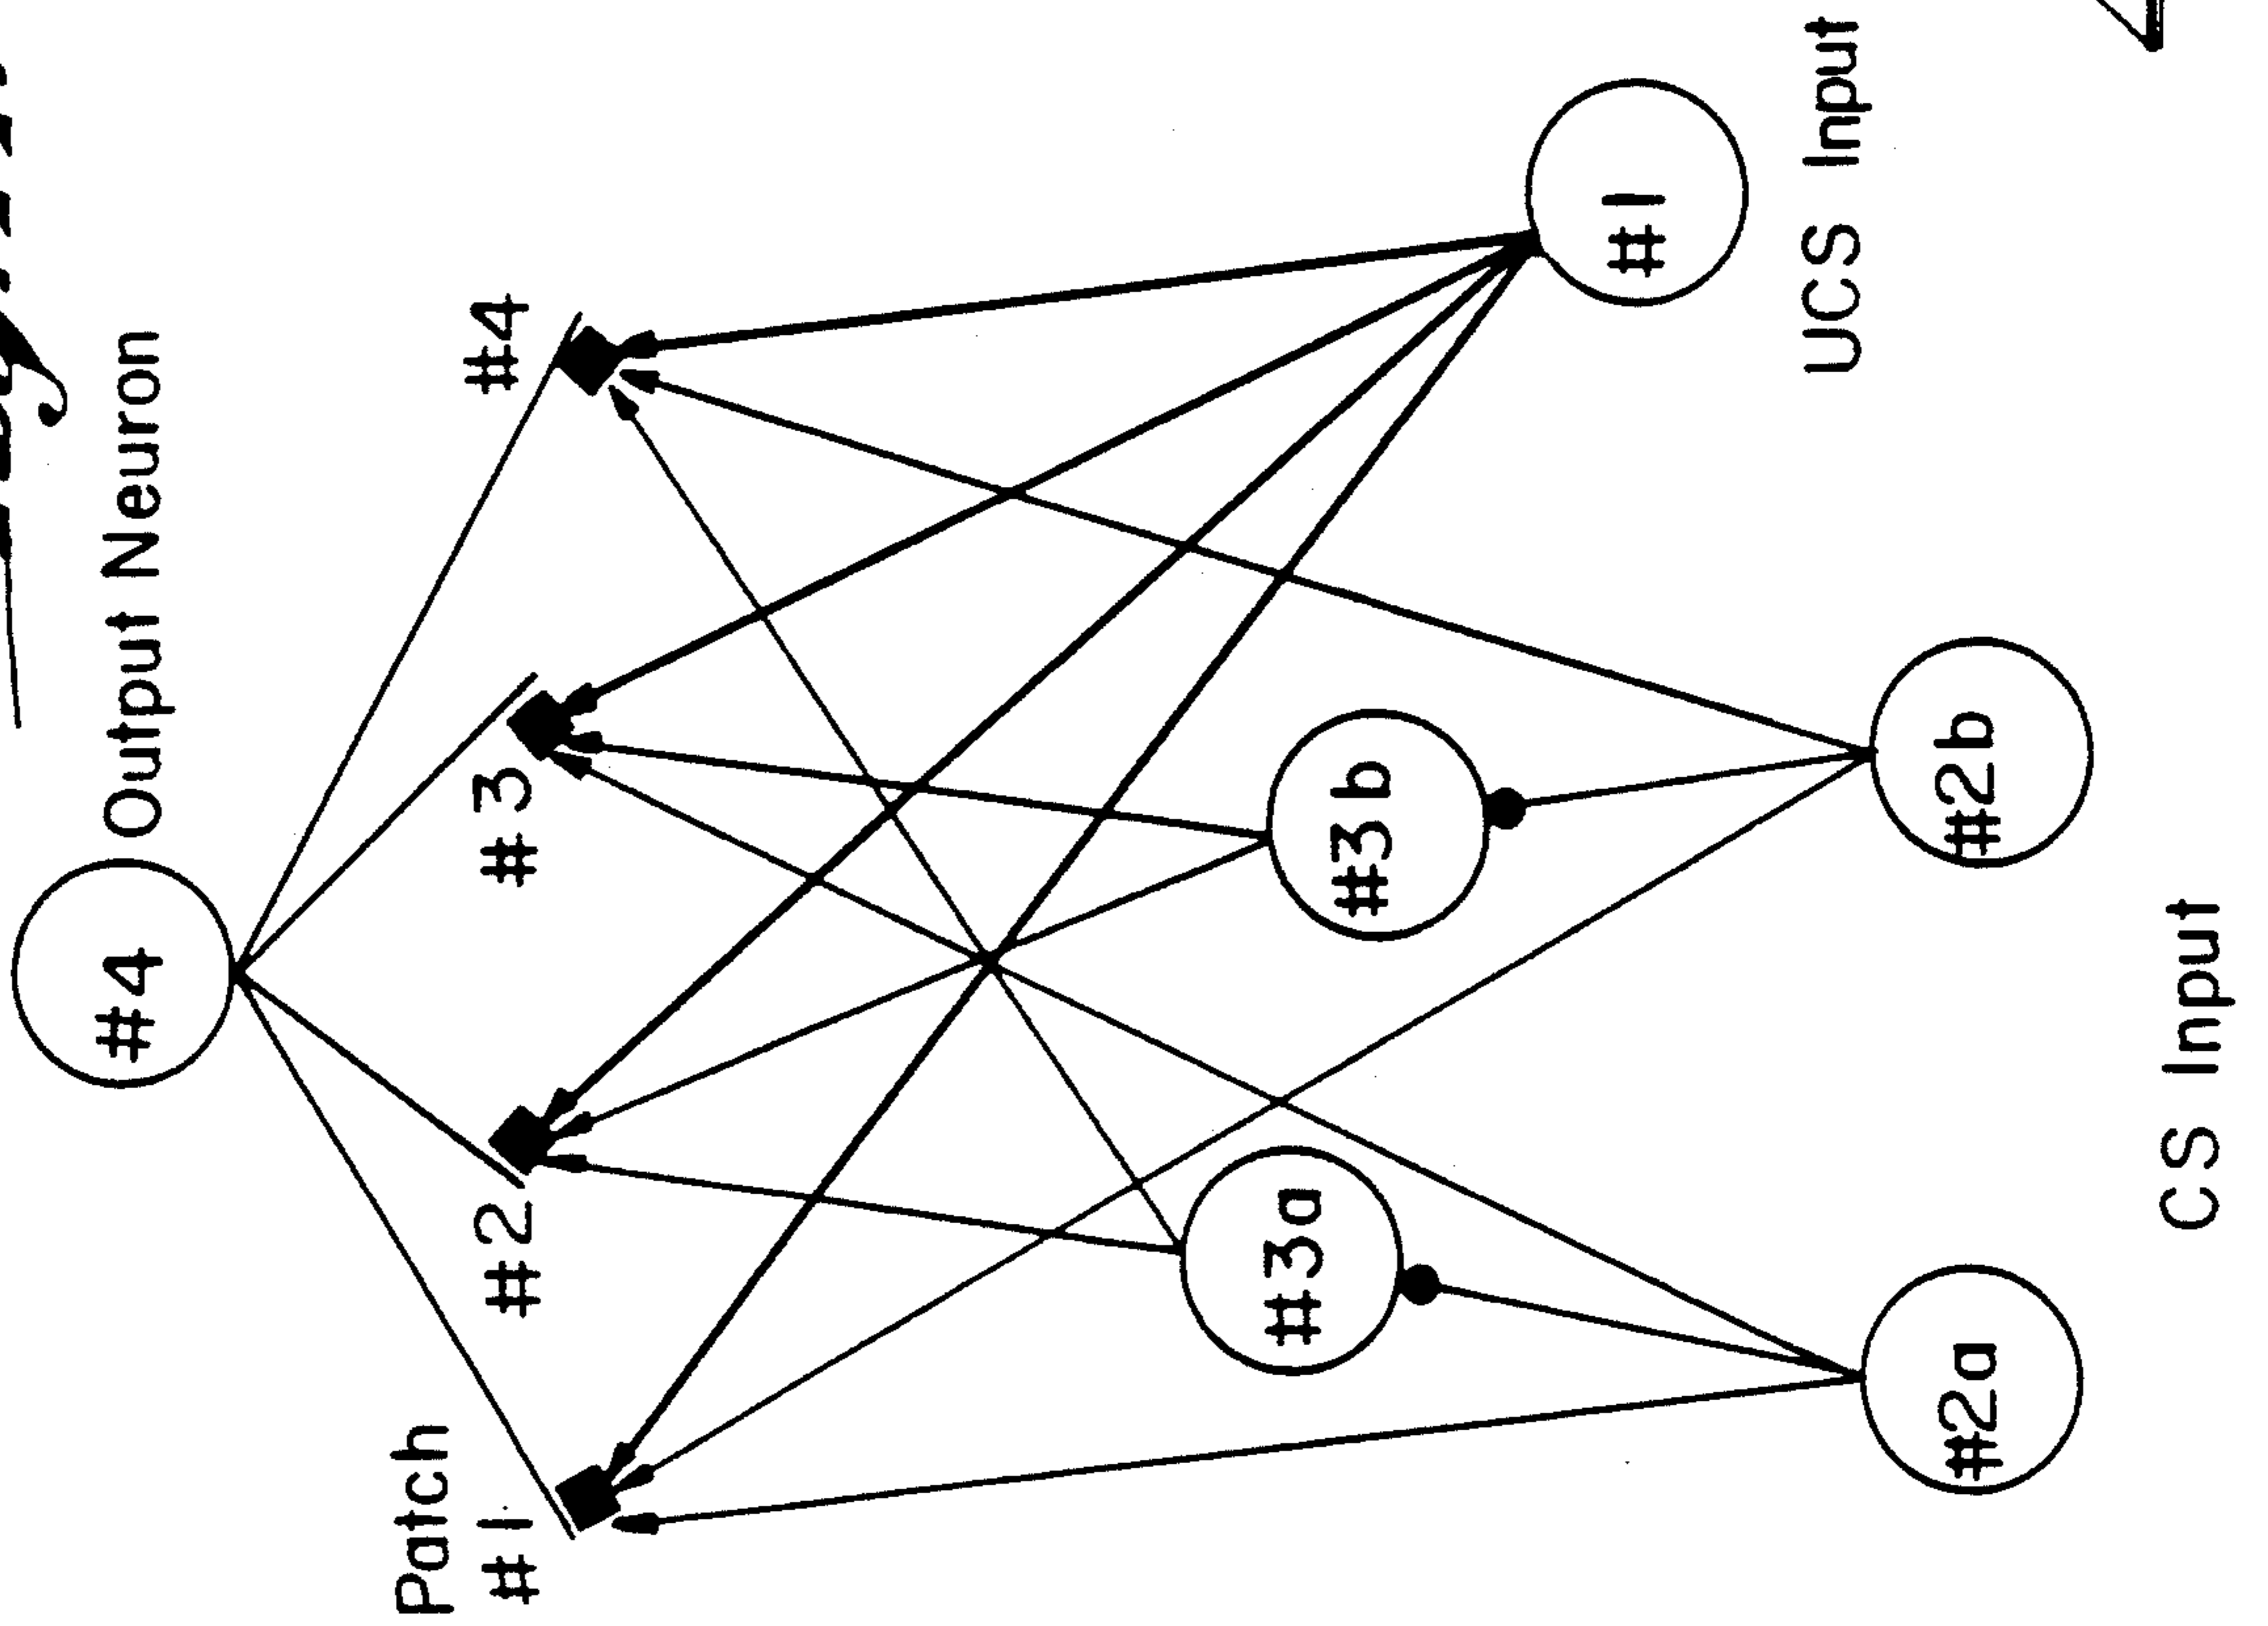 #4 Output Neuron
Patch
#1
#2
#3
#4
#3a
#3b
#1
UCS Input
#2a
#2b
CS Input